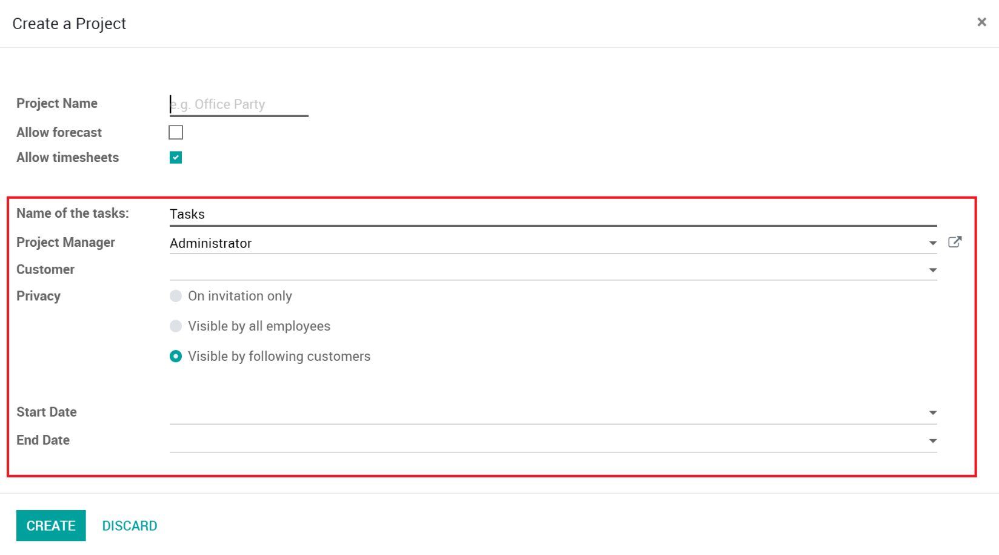 Create a Project
×
Project Name e.g. Office Party
Allow forecast
Allow timesheets
Name of the tasks: Tasks
Project Manager Administrator
Customer
Privacy On invitation only
Visible by all employees
Visible by following customers
Start Date
End Date
CREATE DISCARD